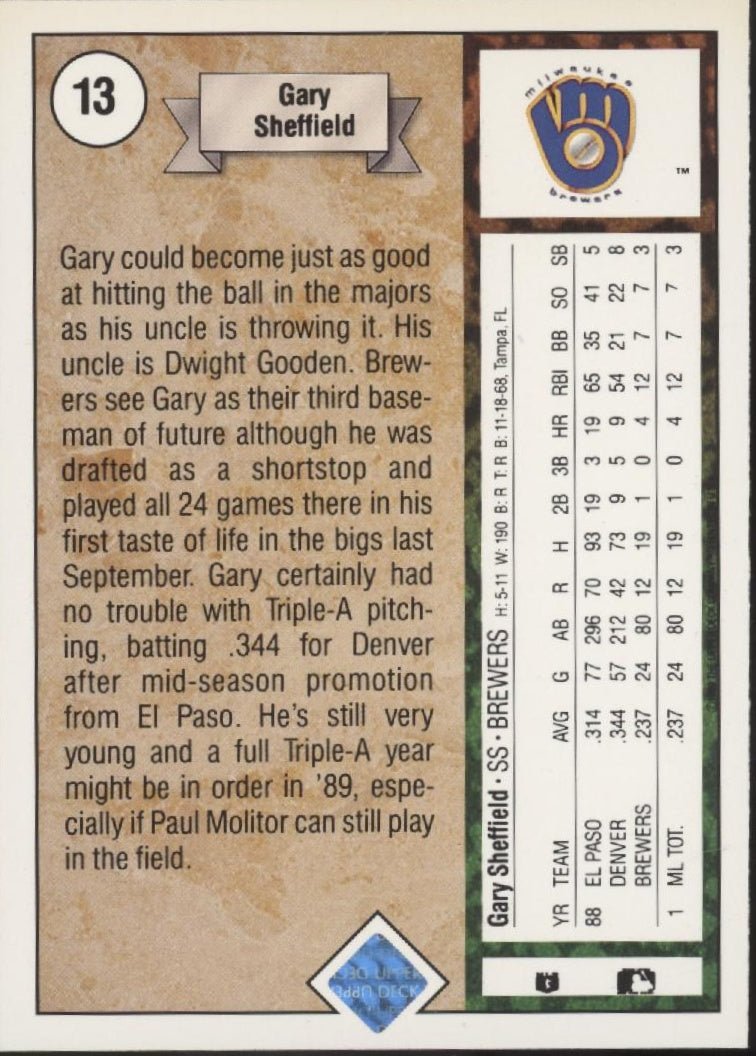 13
Gary
Sheffield
Gary could become just as good
at hitting the ball in the majors
as his uncle is throwing it. His
uncle is Dwight Gooden. Brew-
ers see Gary as their third base-
man of future although he was
drafted as a shortstop and
played all 24 games there in his
first taste of life in the bigs last
September. Gary certainly had
no trouble with Triple-A pitch-
ing, batting .344 for Denver
after mid-season promotion
from El Paso. He's still very
young and a full Triple-A year
might be in order in '89, espe-
cially if Paul Molitor can still play
in the field.
milwaukee
brewers
TM
Gary Sheffield · SS · BREWERS H: 5-11 W: 190 B: R T: R B: 11-18-68, Tampa, FL
YR TEAM AVG G AB R H 2B 3B HR RBI BB SO SB
88 EL PASO .314 77 296 70 93 19 3 19 65 35 41 5
DENVER .344 57 212 42 73 9 5 9 54 21 22 8
BREWERS .237 24 80 12 19 1 0 4 12 7 7 3
1 ML TOT. .237 24 80 12 19 1 0 4 12 7 7 3
UPPER
DECK